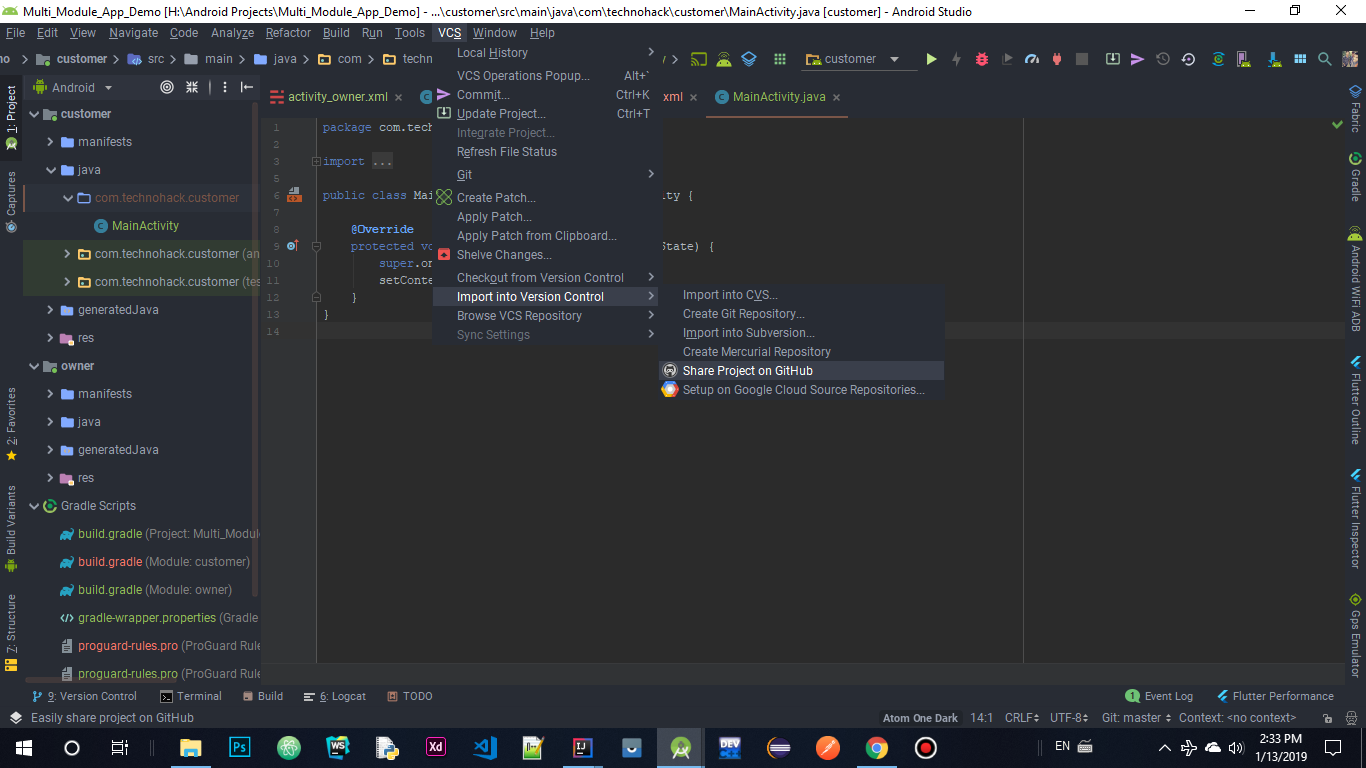 Multi_Module_App_Demo [H:\Android Projects\Multi_Module_App_Demo] - ...\customer\src\main\java\com\technohack\customer\MainActivity.java [customer] - Android Studio
File Edit View Navigate Code Analyze Refactor Build Run Tools VCS Window Help
no customer src main java com techn customer
Android
activity_owner.xml xml MainActivity.java
customer
manifests
java
com.technohack.customer
MainActivity
com.technohack.customer (an
com.technohack.customer (tes
generatedJava
res
owner
manifests
java
generatedJava
res
Gradle Scripts
build.gradle (Project: Multi_Modul
build.gradle (Module: customer)
build.gradle (Module: owner)
gradle-wrapper.properties (Gradle
proguard-rules.pro (ProGuard Rule
proguard-rules.pro (ProGuard Rule
1: Project
Captures
2: Favorites
Build Variants
7: Structure
1 package com.tech
2
3 import ...
5
6 public class Mai ity {
7
8 @Override
9 protected vo State) {
10 super.on
11 setConte
12 }
13 }
14
Local History
VCS Operations Popup... Alt+`
Commit... Ctrl+K
Update Project... Ctrl+T
Integrate Project...
Refresh File Status
Git
Create Patch...
Apply Patch...
Apply Patch from Clipboard...
Shelve Changes...
Checkout from Version Control
Import into Version Control
Browse VCS Repository
Sync Settings
Import into CVS...
Create Git Repository...
Import into Subversion...
Create Mercurial Repository
Share Project on GitHub
Setup on Google Cloud Source Repositories...
Fabric
Gradle
Android WiFi ADB
Flutter Outline
Flutter Inspector
Gps Emulator
9: Version Control Terminal Build 6: Logcat TODO 1 Event Log Flutter Performance
Easily share project on GitHub Atom One Dark 14:1 CRLF UTF-8 Git: master Context: <no context>
Ps WS Xd IJ DEV EN 2:33 PM
1/13/2019